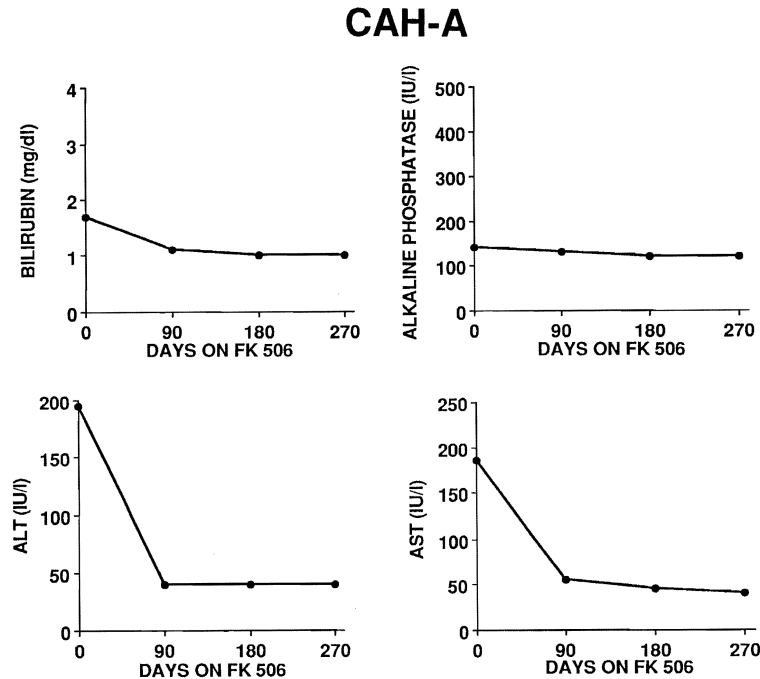 CAH-A
BILIRUBIN (mg/dl)
4
3
2
1
0
0 90 180 270
DAYS ON FK 506
ALKALINE PHOSPHATASE (IU/l)
500
400
300
200
100
0
0 90 180 270
DAYS ON FK 506
ALT (IU/l)
200
150
100
50
0
0 90 180 270
DAYS ON FK 506
AST (IU/l)
250
200
150
100
50
0
0 90 180 270
DAYS ON FK 506